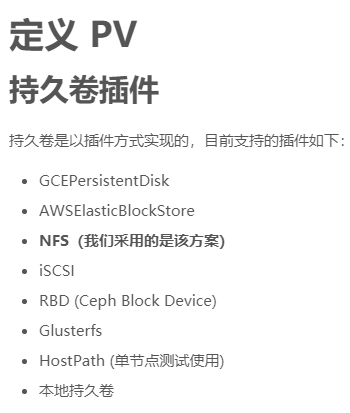 定义 PV
持久卷插件
持久卷是以插件方式实现的，目前支持的插件如下：
GCEPersistentDisk
AWSElasticBlockStore
NFS（我们采用的是该方案）
iSCSI
RBD (Ceph Block Device)
Glusterfs
HostPath (单节点测试使用)
本地持久卷